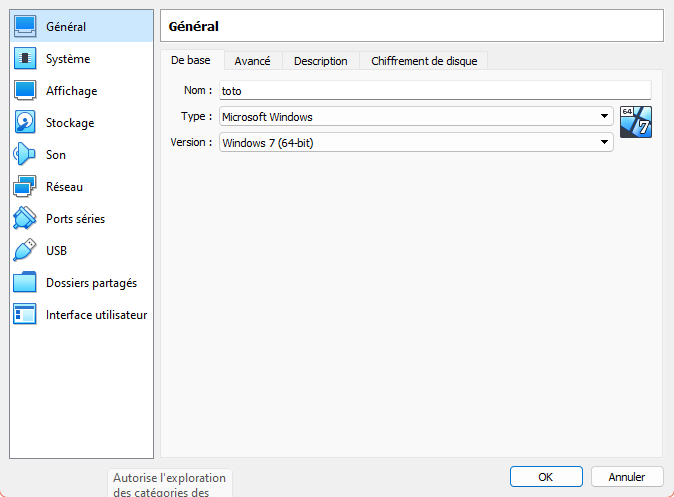 Général
Système
Affichage
Stockage
Son
Réseau
Ports séries
USB
Dossiers partagés
Interface utilisateur
Général
De base Avancé Description Chiffrement de disque
Nom : toto
Type : Microsoft Windows
64
7
Version : Windows 7 (64-bit)
OK Annuler
Autorise l'exploration
des catégories des